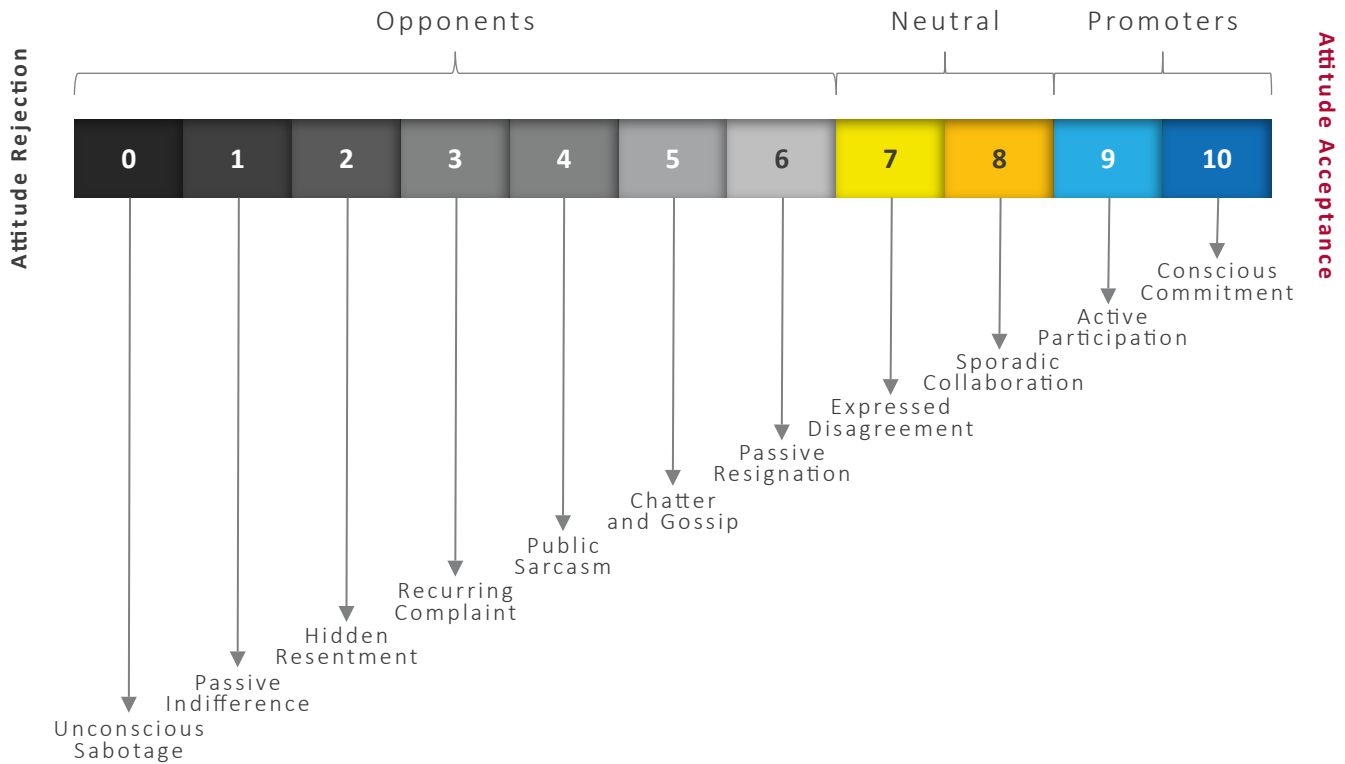 Opponents
Neutral
Promoters
Attitude Rejection
Attitude Acceptance
0
1
2
3
4
5
6
7
8
9
10
Conscious
Commitment
Active
Participation
Sporadic
Collaboration
Expressed
Disagreement
Passive
Resignation
Chatter
and Gossip
Public
Sarcasm
Recurring
Complaint
Hidden
Resentment
Passive
Indifference
Unconscious
Sabotage